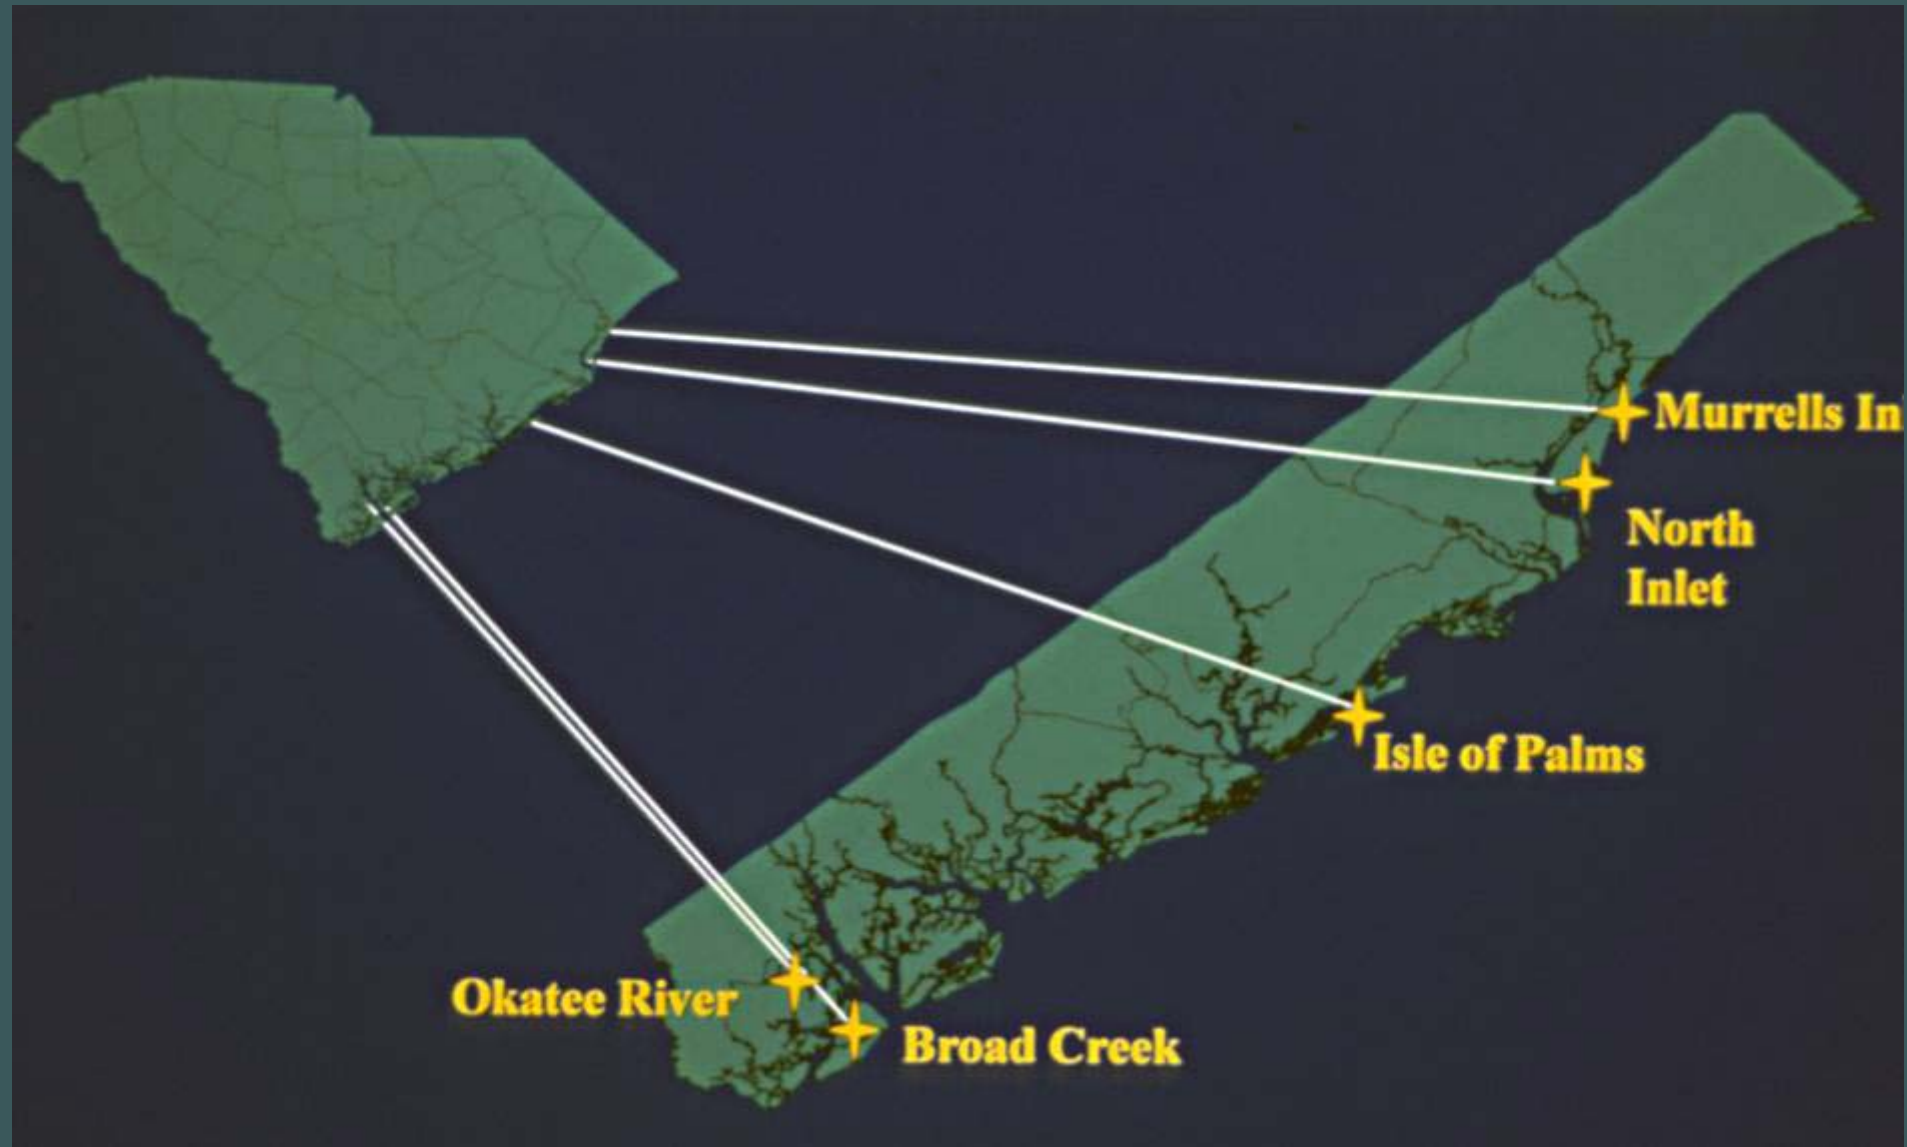 Murrells In
North
Inlet
Isle of Palms
Okatee River
Broad Creek